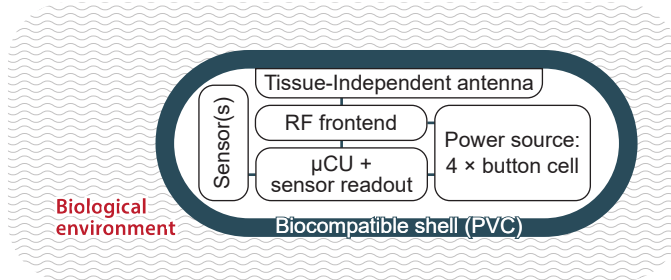 Tissue-Independent antenna
Sensor(s)
RF frontend
Power source:
4 × button cell
μCU +
sensor readout
Biological
environment
Biocompatible shell (PVC)